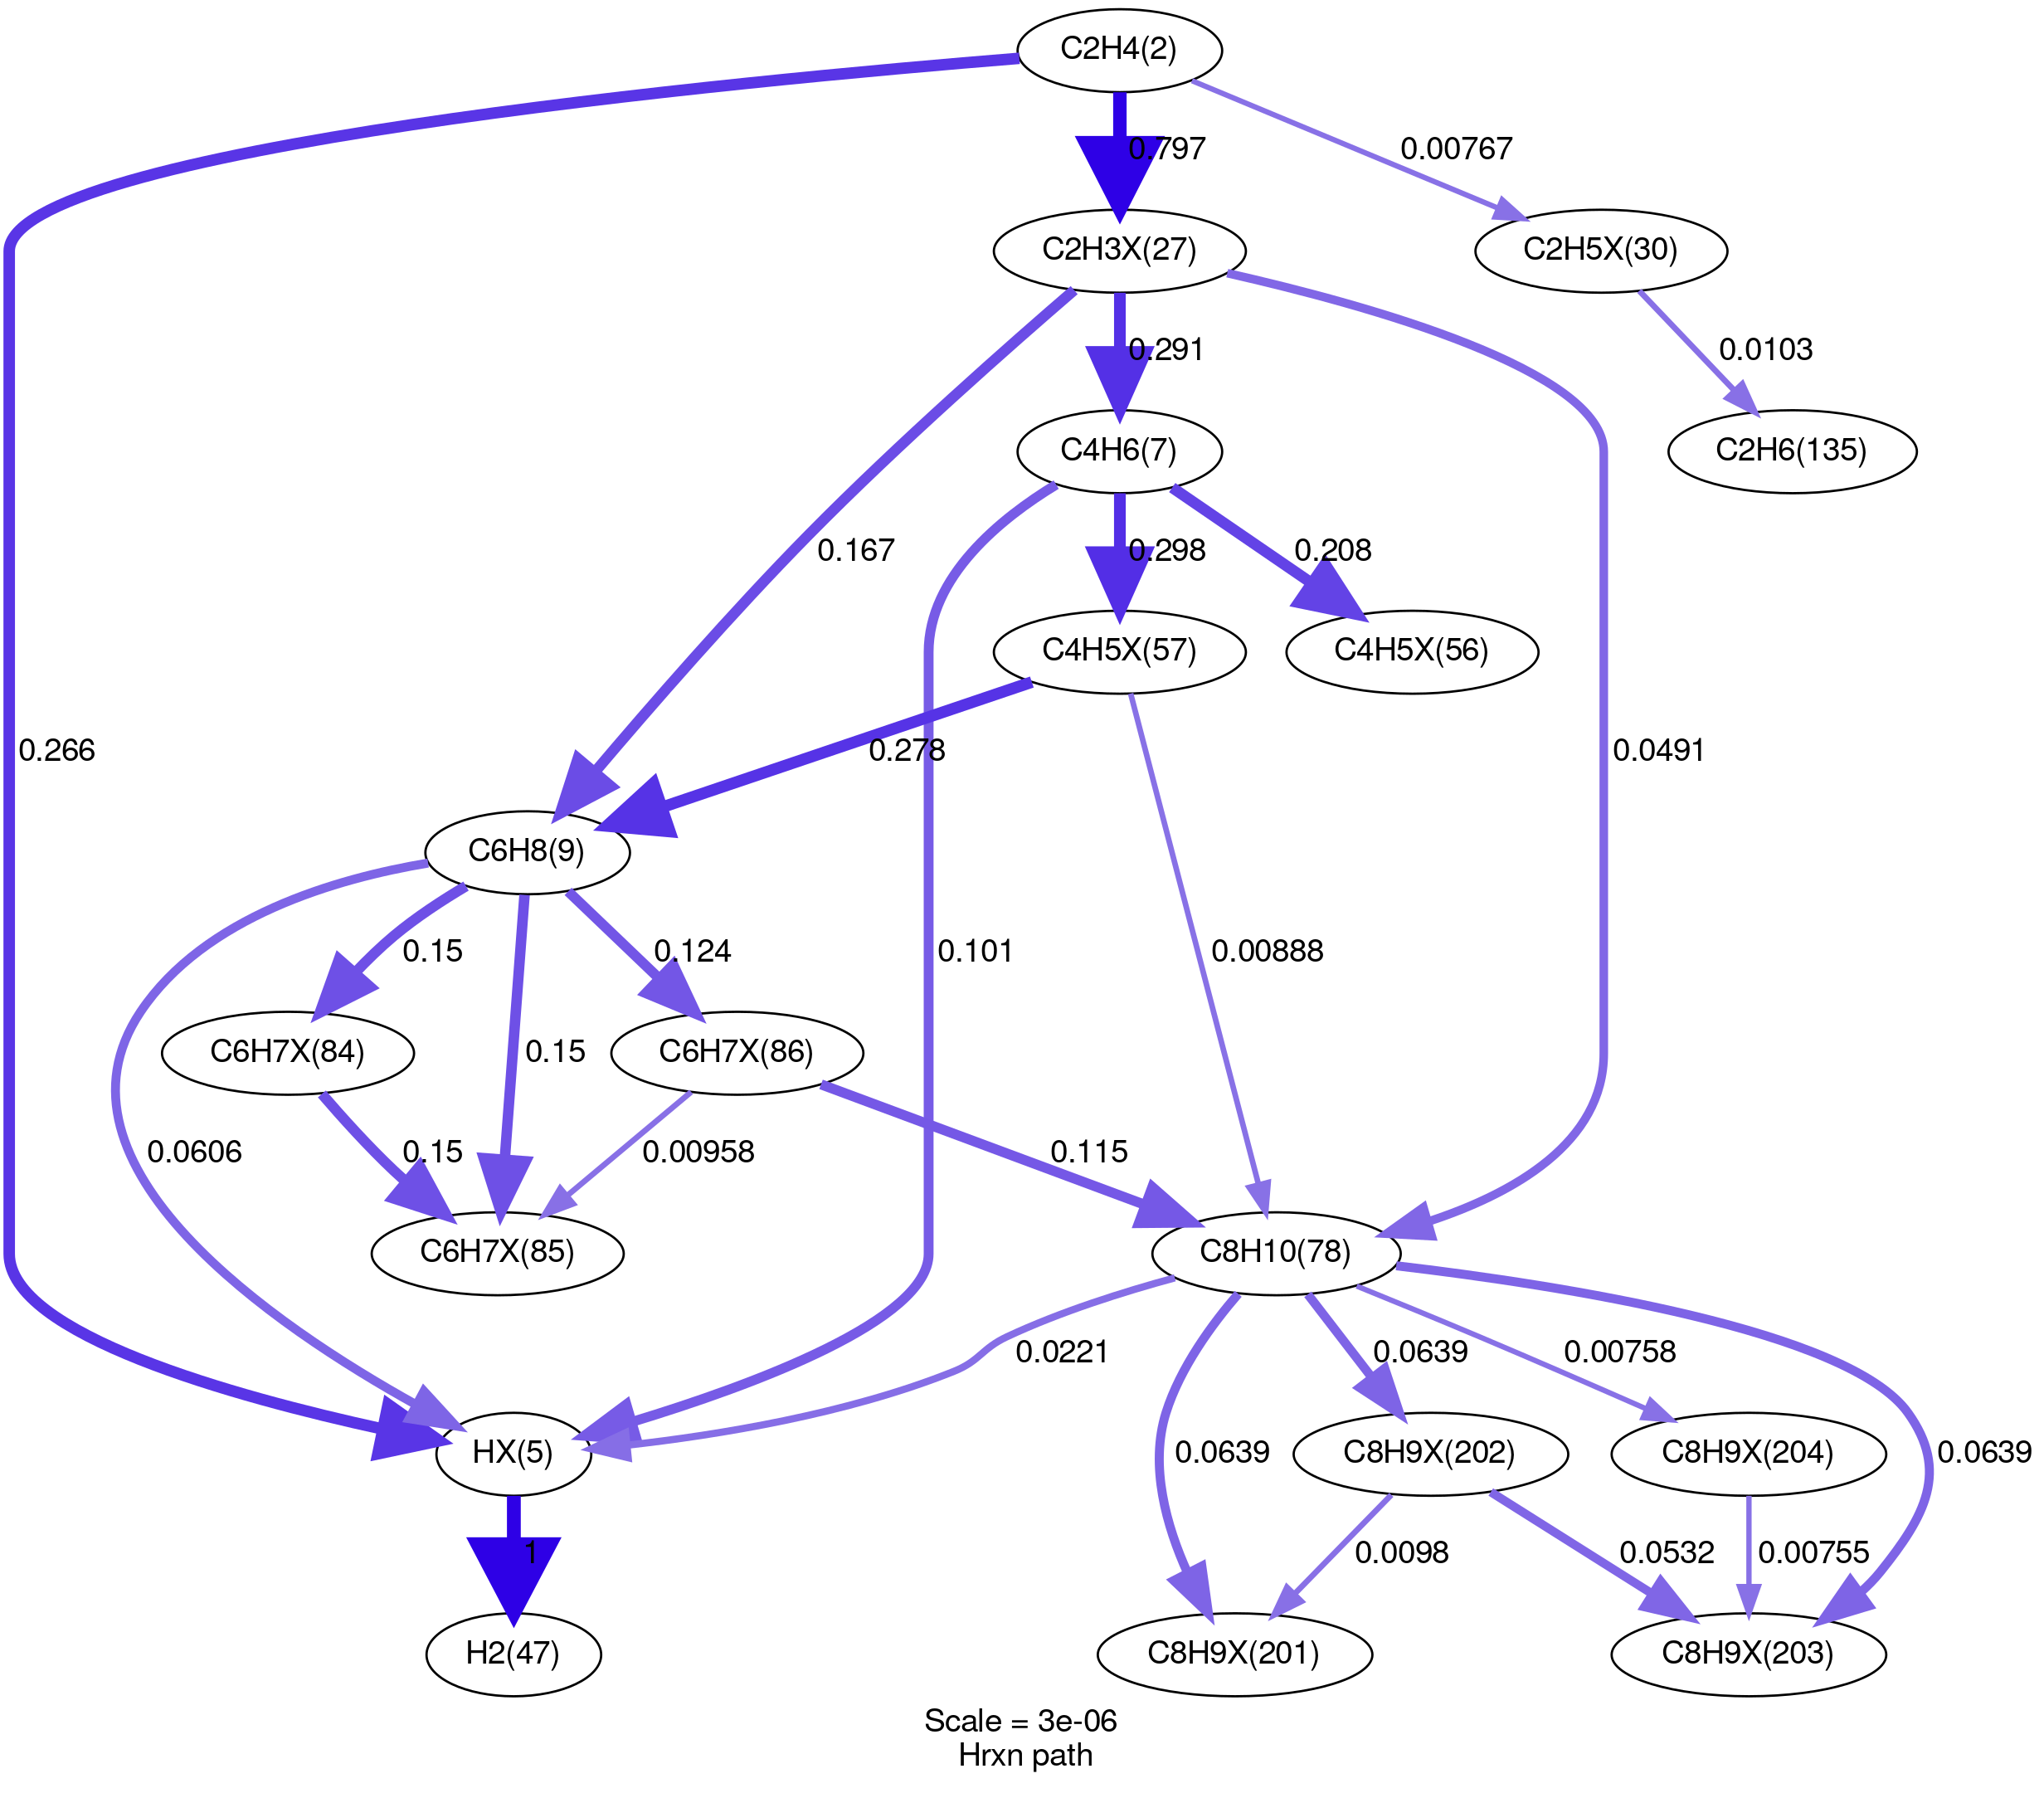 C2H4(2)
0.797
0.00767
C2H3X(27)
C2H5X(30)
0.291
0.0103
C4H6(7)
C2H6(135)
0.167
0.298
0.208
C4H5X(57)
C4H5X(56)
0.266
0.278
0.0491
C6H8(9)
0.15
0.124
0.101
0.00888
C6H7X(84)
0.15
C6H7X(86)
0.0606
0.15
0.00958
0.115
C6H7X(85)
C8H10(78)
0.0221
0.0639
0.00758
HX(5)
0.0639
C8H9X(202)
C8H9X(204)
0.0639
1
0.0098
0.0532
0.00755
H2(47)
C8H9X(201)
C8H9X(203)
Scale = 3e-06
Hrxn path